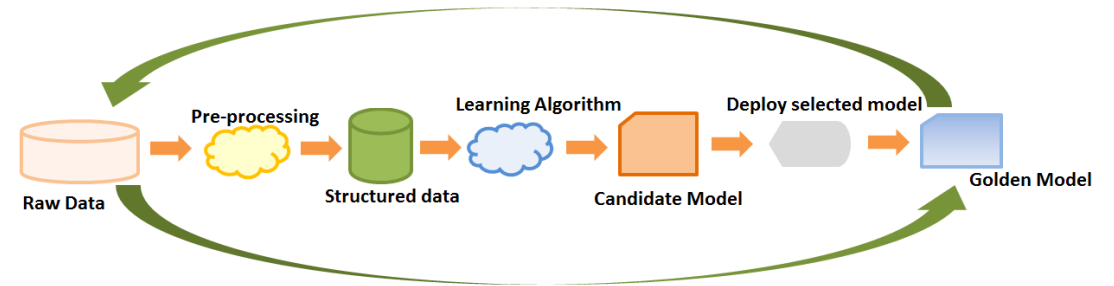 Raw Data
Pre-processing
Structured data
Learning Algorithm
Candidate Model
Deploy selected model
Golden Model